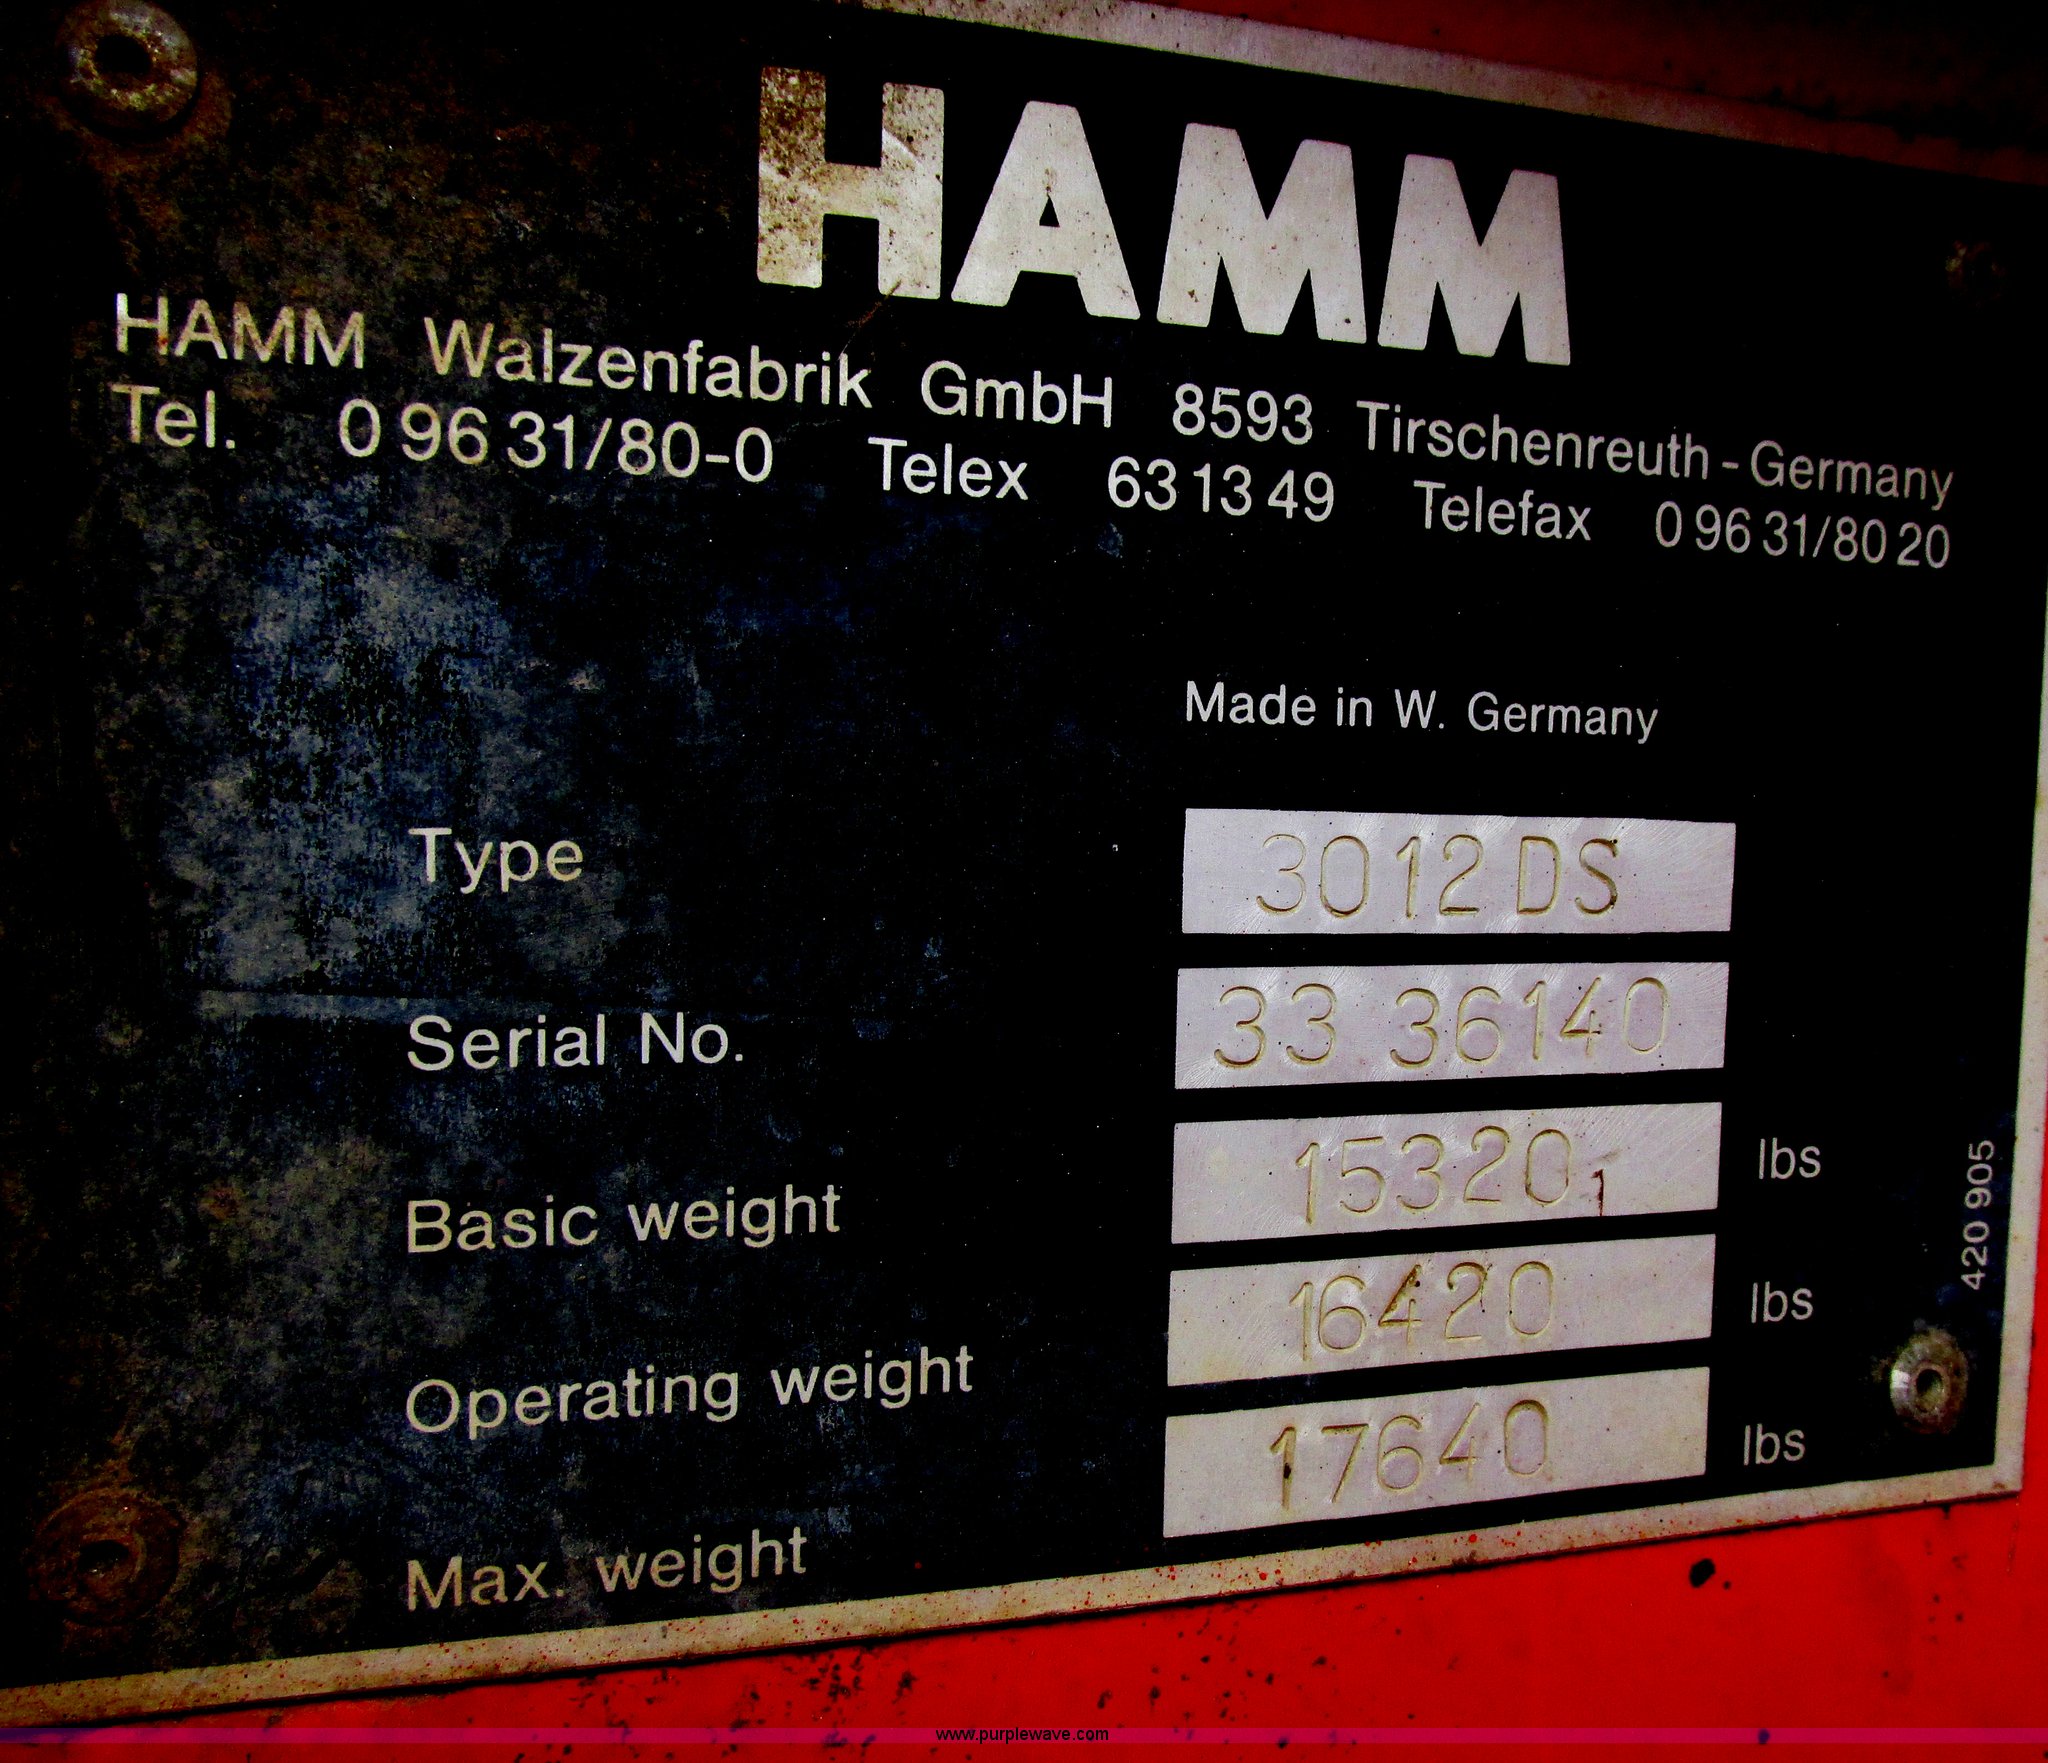 HAMM
HAMM Walzenfabrik GmbH 8593 Tirschenreuth - Germany
Tel. 0 96 31/80-0 Telex 63 13 49 Telefax 0 96 31/80 20
Made in W. Germany
Type 3012 DS
Serial No. 33 36140
Basic weight 15320 lbs
Operating weight 16420 lbs
Max. weight 17640 lbs
420 905
www.purplewave.com